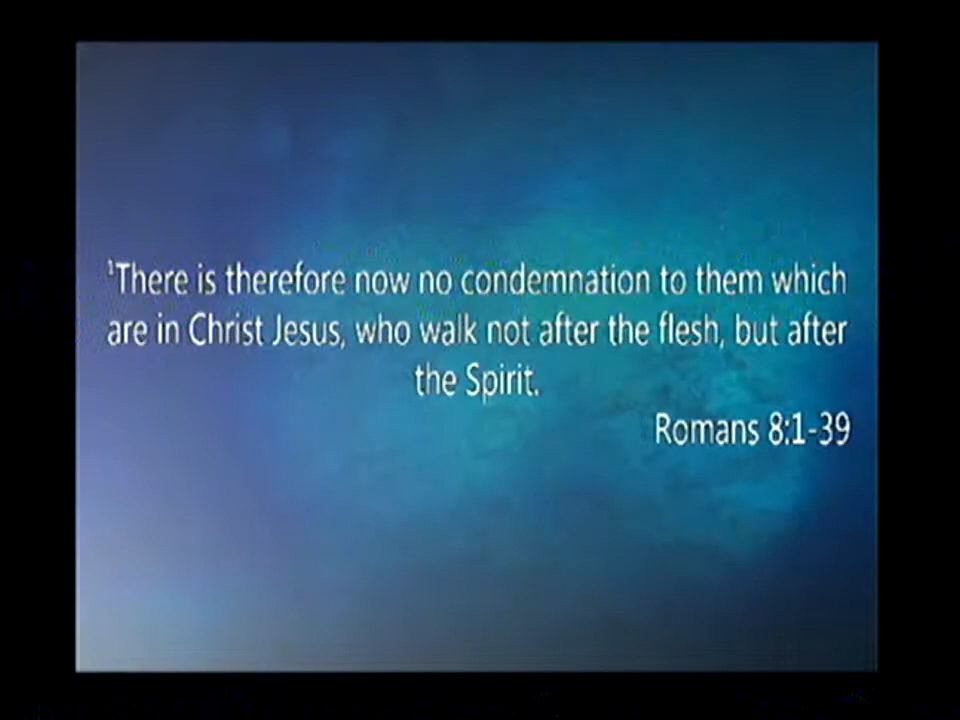 ¹There is therefore now no condemnation to them which
are in Christ Jesus, who walk not after the flesh, but after
the Spirit.
Romans 8:1-39